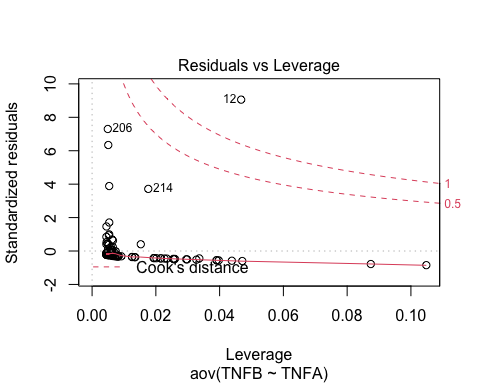 Residuals vs Leverage
Standardized residuals
10
8
6
4
2
0
-2
12
206
214
1
0.5
Cook's distance
0.00 0.02 0.04 0.06 0.08 0.10
Leverage
aov(TNFB ~ TNFA)